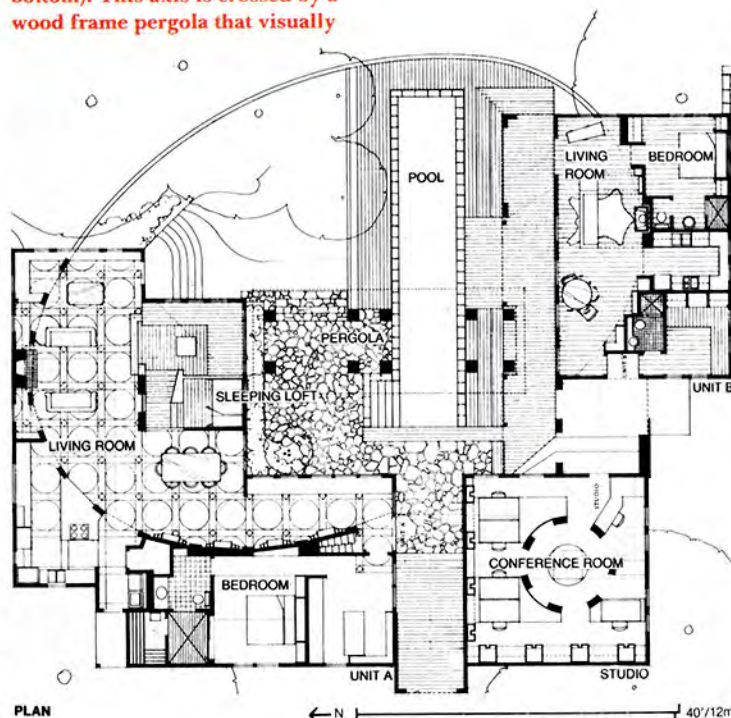 bottom). This axis is crossed by a
wood frame pergola that visually
POOL
LIVING
ROOM
BEDROOM
PERGOLA
SLEEPING LOFT
UNIT B
LIVING ROOM
STUDIO
CONFERENCE ROOM
BEDROOM
UNIT A
STUDIO
PLAN
N
40'/12m